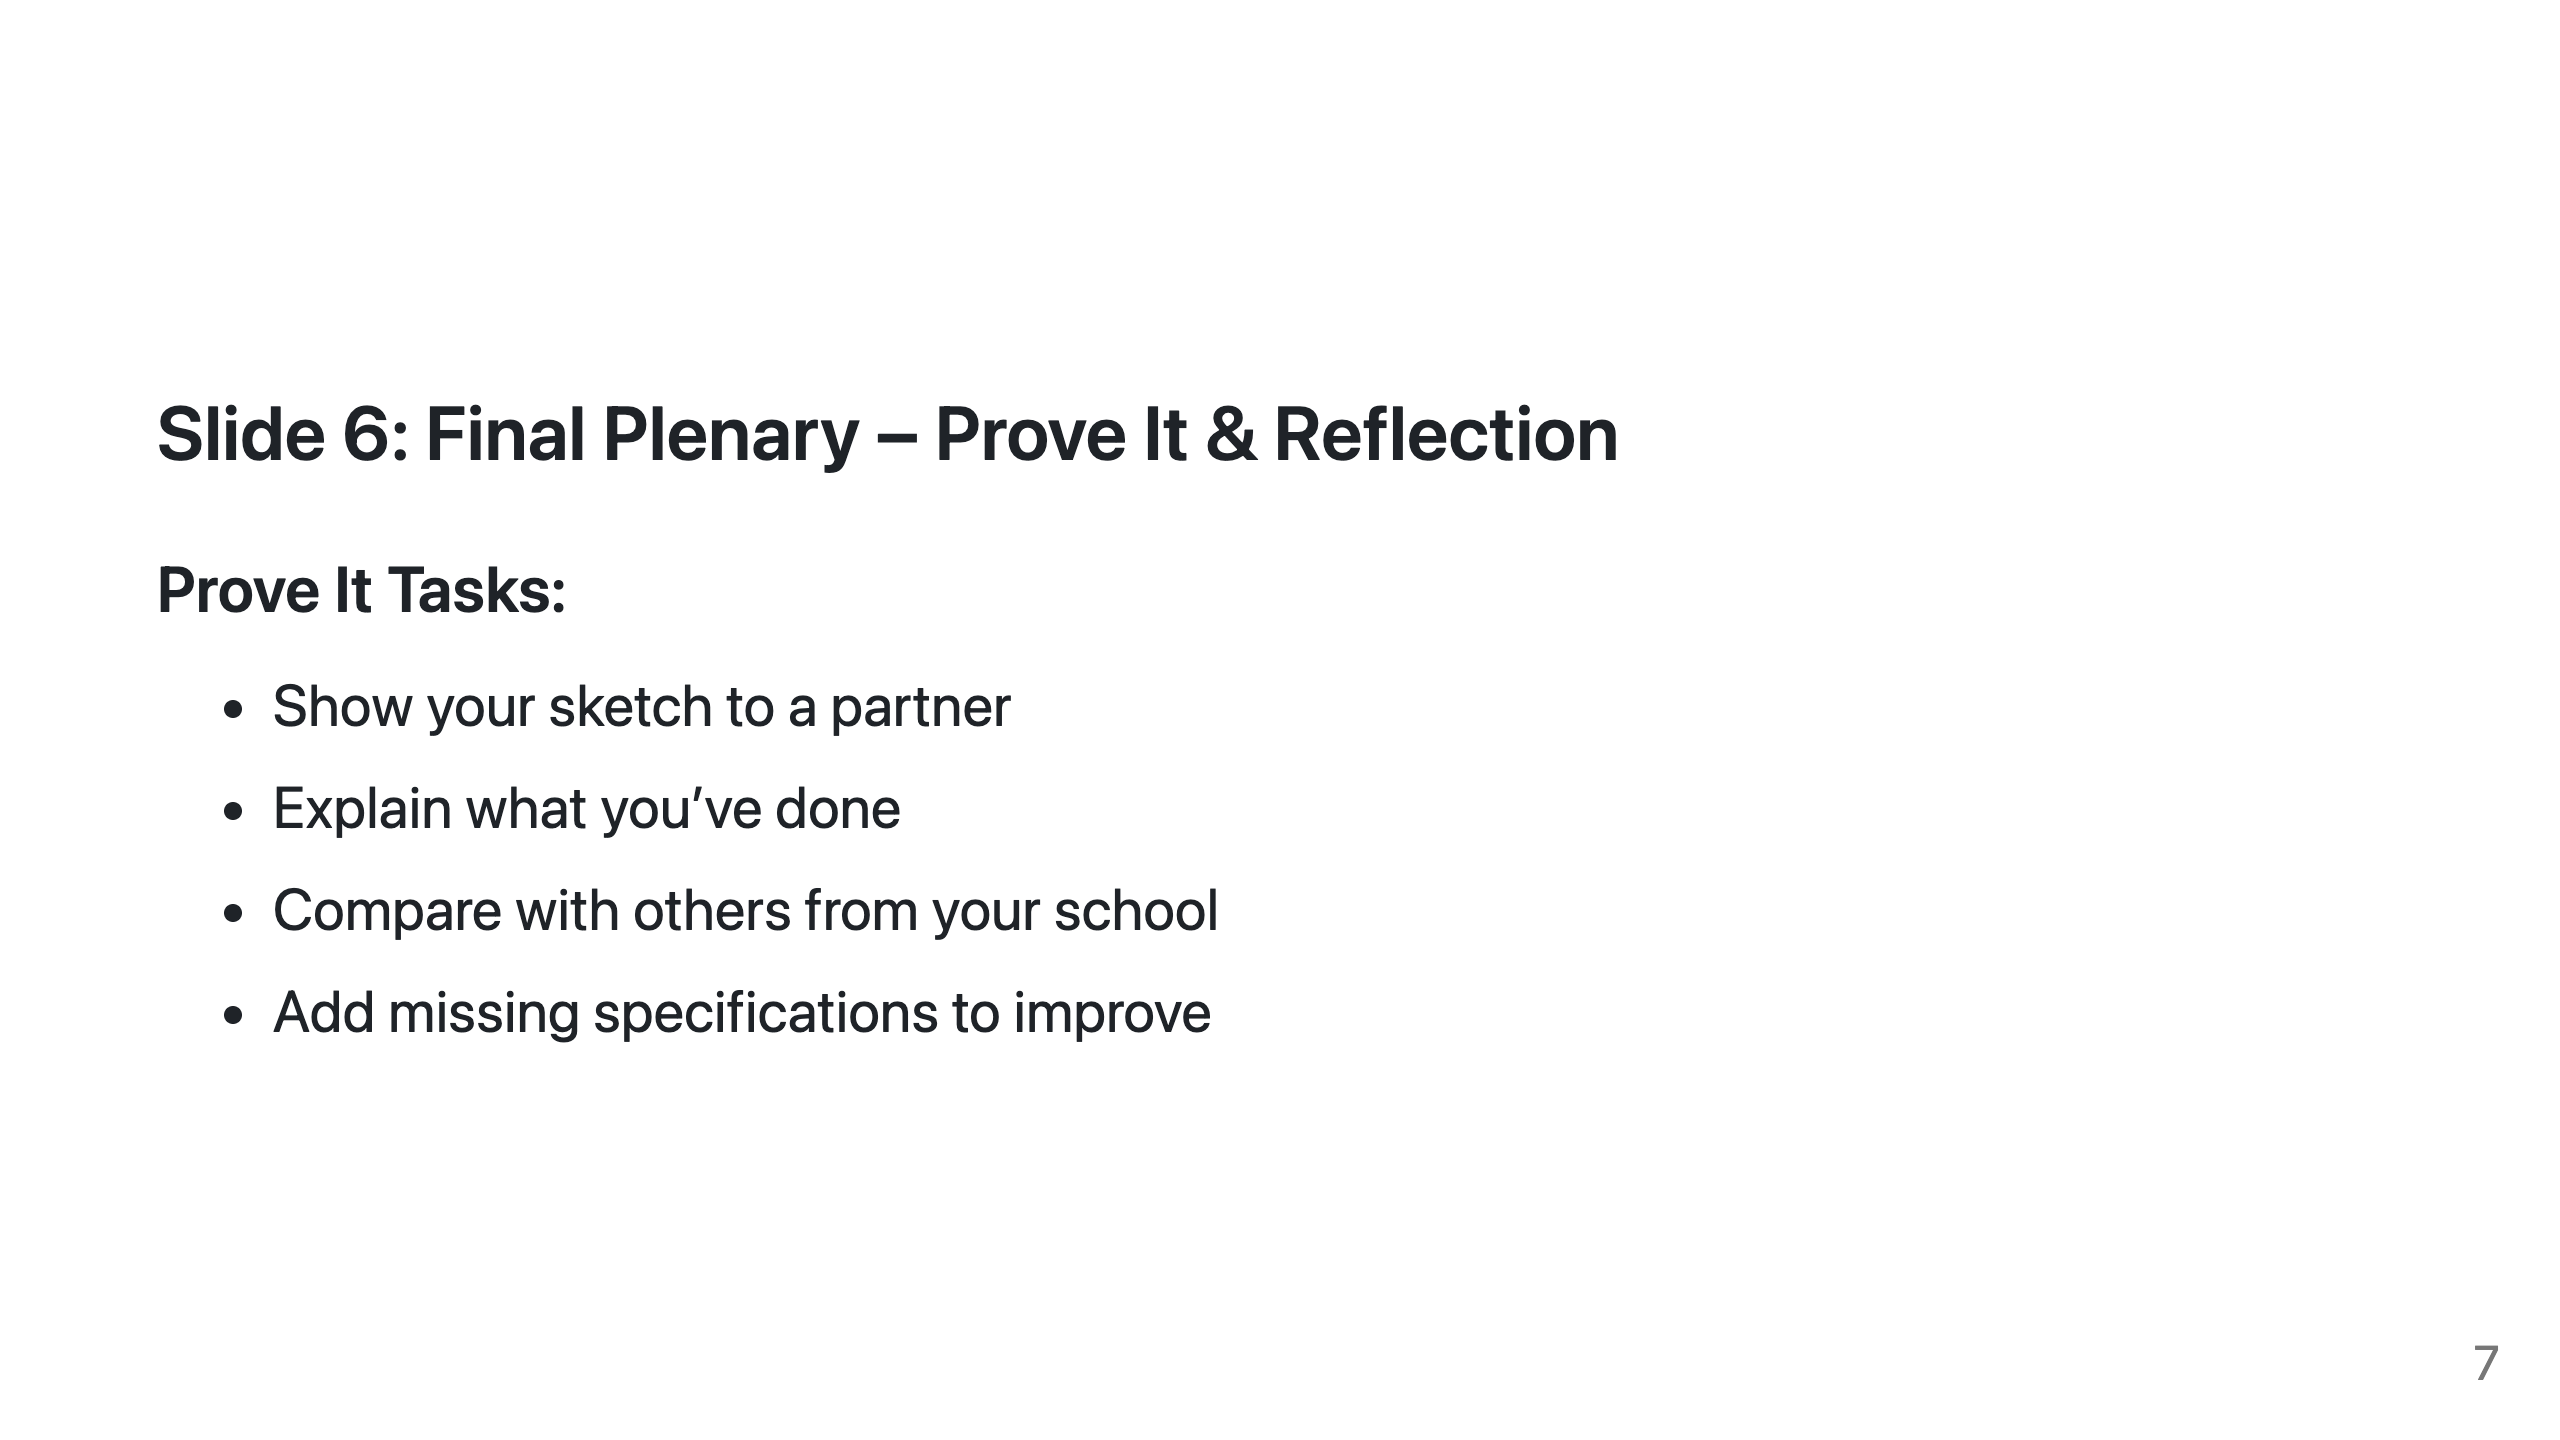 Slide 6: Final Plenary – Prove It & Reflection
Prove It Tasks:
• Show your sketch to a partner
• Explain what you’ve done
• Compare with others from your school
• Add missing specifications to improve
7